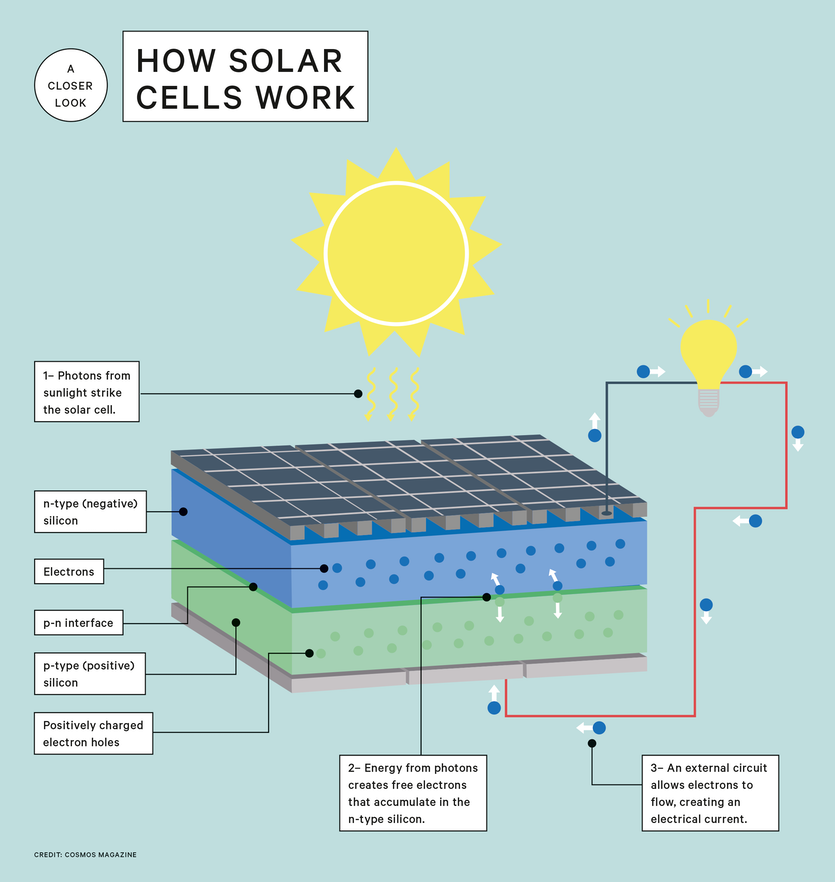 A
CLOSER
LOOK
HOW SOLAR
CELLS WORK
1– Photons from
sunlight strike
the solar cell.
n-type (negative)
silicon
Electrons
p-n interface
p-type (positive)
silicon
Positively charged
electron holes
2– Energy from photons
creates free electrons
that accumulate in the
n-type silicon.
3– An external circuit
allows electrons to
flow, creating an
electrical current.
CREDIT: COSMOS MAGAZINE